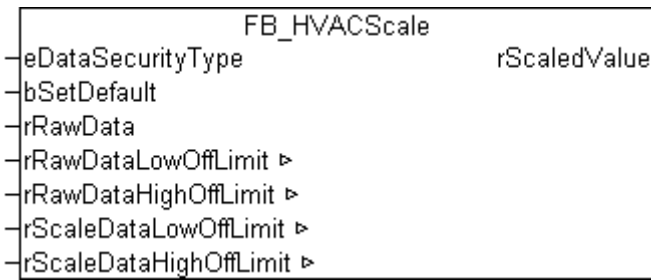 FB_HVACScale
eDataSecurityType rScaledValue
bSetDefault
rRawData
rRawDataLowOffLimit ▹
rRawDataHighOffLimit ▹
rScaleDataLowOffLimit ▹
rScaleDataHighOffLimit ▹